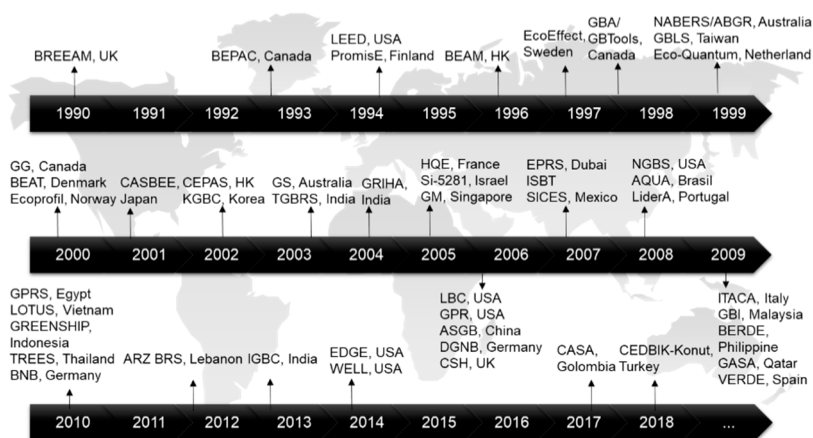 BREEAM, UK
BEPAC, Canada
LEED, USA
PromisE, Finland
BEAM, HK
EcoEffect,
Sweden
GBA/
GBTools,
Canada
NABERS/ABGR, Australia
GBLS, Taiwan
Eco-Quantum, Netherland
1990 1991 1992 1993 1994 1995 1996 1997 1998 1999
GG, Canada
BEAT, Denmark
Ecoprofil, Norway
CASBEE,
Japan
CEPAS, HK
KGBC, Korea
GS, Australia
TGBRS, India
GRIHA,
India
HQE, France
Si-5281, Israel
GM, Singapore
EPRS, Dubai
ISBT
SICES, Mexico
NGBS, USA
AQUA, Brasil
LiderA, Portugal
2000 2001 2002 2003 2004 2005 2006 2007 2008 2009
LBC, USA
GPR, USA
ASGB, China
DGNB, Germany
CSH, UK
ITACA, Italy
GBI, Malaysia
BERDE,
Philippine
GASA, Qatar
VERDE, Spain
GPRS, Egypt
LOTUS, Vietnam
GREENSHIP,
Indonesia
TREES, Thailand
BNB, Germany
ARZ BRS, Lebanon
IGBC, India
EDGE, USA
WELL, USA
CASA,
Golombia
CEDBIK-Konut,
Turkey
2010 2011 2012 2013 2014 2015 2016 2017 2018 ...